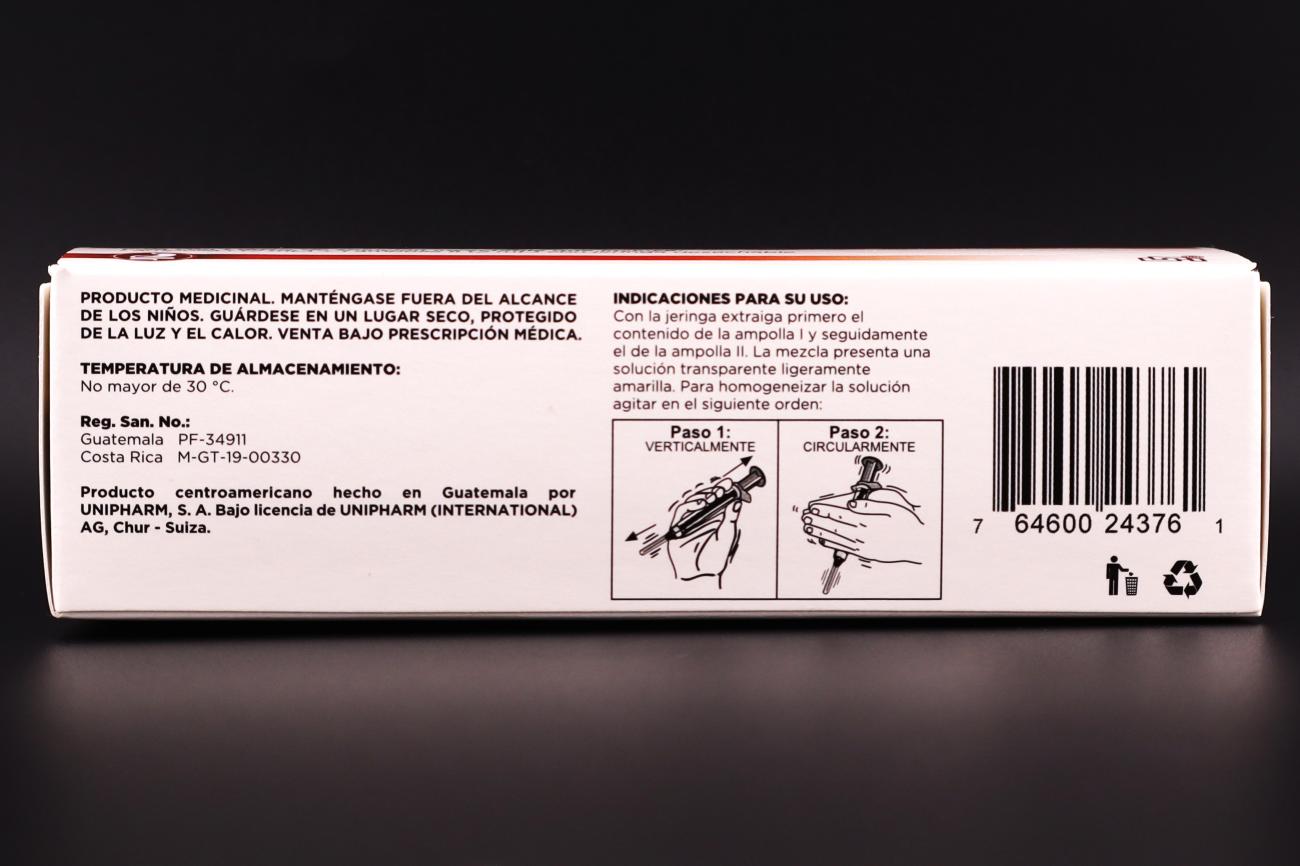 PRODUCTO MEDICINAL. MANTÉNGASE FUERA DEL ALCANCE
DE LOS NIÑOS. GUÁRDESE EN UN LUGAR SECO, PROTEGIDO
DE LA LUZ Y EL CALOR. VENTA BAJO PRESCRIPCIÓN MÉDICA.
TEMPERATURA DE ALMACENAMIENTO:
No mayor de 30 °C.
Reg. San. No.:
Guatemala PF-34911
Costa Rica M-GT-19-00330
Producto centroamericano hecho en Guatemala por
UNIPHARM, S. A. Bajo licencia de UNIPHARM (INTERNATIONAL)
AG, Chur - Suiza.
INDICACIONES PARA SU USO:
Con la jeringa extraiga primero el
contenido de la ampolla I y seguidamente
el de la ampolla II. La mezcla presenta una
solución transparente ligeramente
amarilla. Para homogeneizar la solución
agitar en el siguiente orden:
Paso 1:
VERTICALMENTE
Paso 2:
CIRCULARMENTE
7 64600 24376 1